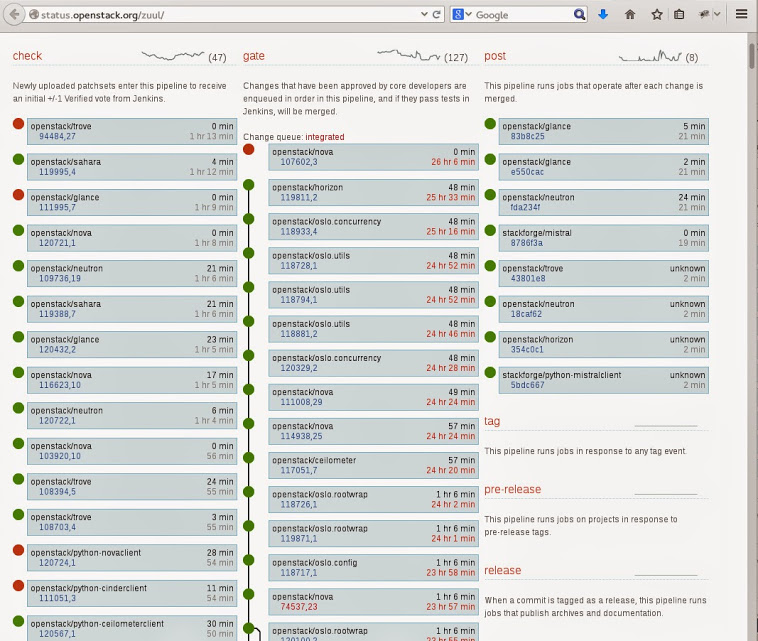 status.openstack.org/zuul/
Google
check (47)
Newly uploaded patchsets enter this pipeline to receive
an initial +/-1 Verified vote from Jenkins.
openstack/trove 0 min
94484,27 1 hr 13 min
openstack/sahara 4 min
119995,4 1 hr 12 min
openstack/glance 0 min
111995,7 1 hr 9 min
openstack/nova 0 min
120721,1 1 hr 8 min
openstack/neutron 21 min
109736,19 1 hr 6 min
openstack/sahara 21 min
119388,7 1 hr 6 min
openstack/glance 23 min
120432,2 1 hr 5 min
openstack/nova 17 min
116623,10 1 hr 5 min
openstack/neutron 6 min
120722,1 1 hr 4 min
openstack/nova 0 min
103920,10 56 min
openstack/trove 24 min
108394,5 55 min
openstack/trove 3 min
108703,4 55 min
openstack/python-novaclient 28 min
120724,1 54 min
openstack/python-cinderclient 11 min
111051,3 54 min
openstack/python-ceilometerclient 30 min
120567,1 50 min
gate (127)
Changes that have been approved by core developers are
enqueued in order in this pipeline, and if they pass tests in
Jenkins, will be merged.
Change queue: integrated
openstack/nova 0 min
107602,3 26 hr 6 min
openstack/horizon 48 min
119811,2 25 hr 33 min
openstack/oslo.concurrency 48 min
118933,4 25 hr 16 min
openstack/oslo.utils 48 min
118728,1 24 hr 52 min
openstack/oslo.utils 48 min
118794,1 24 hr 52 min
openstack/oslo.utils 48 min
118881,2 24 hr 46 min
openstack/oslo.concurrency 48 min
120329,2 24 hr 28 min
openstack/nova 49 min
111008,29 24 hr 24 min
openstack/nova 57 min
114938,25 24 hr 24 min
openstack/ceilometer 57 min
117051,7 24 hr 20 min
openstack/oslo.rootwrap 1 hr 6 min
118726,1 24 hr 2 min
openstack/oslo.rootwrap 1 hr 6 min
119871,1 24 hr 1 min
openstack/oslo.config 1 hr 6 min
118717,1 23 hr 58 min
openstack/nova 1 hr 6 min
74537,23 23 hr 57 min
openstack/oslo.rootwrap 1 hr 6 min
post (8)
This pipeline runs jobs that operate after each change is
merged.
openstack/glance 5 min
83b8c25 21 min
openstack/glance 2 min
e550cac 21 min
openstack/neutron 24 min
fda234f 21 min
stackforge/mistral 0 min
8786f3a 19 min
openstack/trove unknown
43801e8 2 min
openstack/neutron unknown
18caf62 2 min
openstack/horizon unknown
354c0c1 2 min
stackforge/python-mistralclient unknown
5bdc667 2 min
tag
This pipeline runs jobs in response to any tag event.
pre-release
This pipeline runs jobs on projects in response to
pre-release tags.
release
When a commit is tagged as a release, this pipeline runs
jobs that publish archives and documentation.